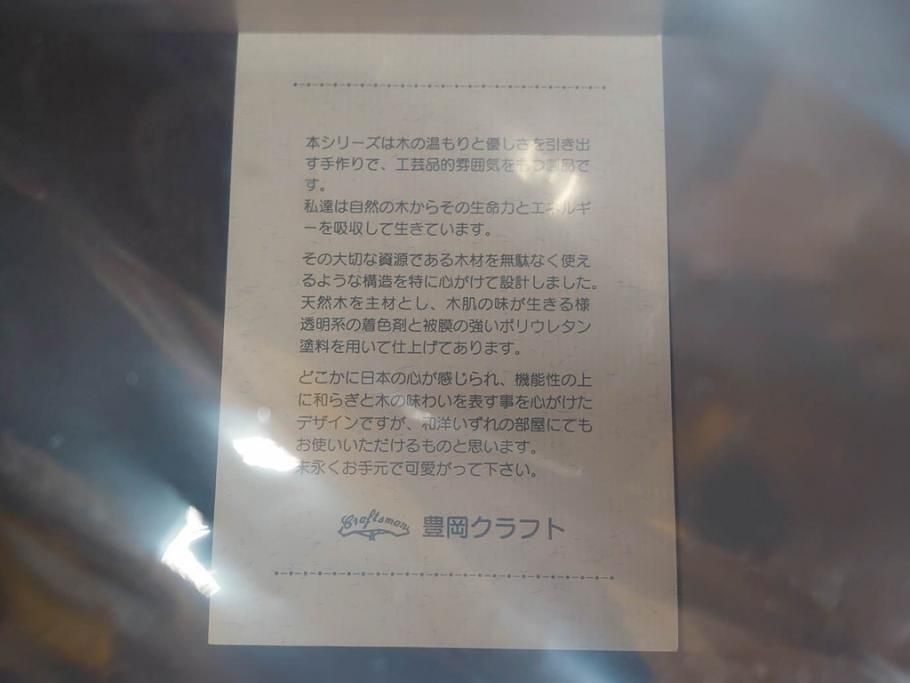 本シリーズは木の温もりと優しさを引き出
す手作りで、工芸品的雰囲気をもつ製品で
す。
私達は自然の木からその生命力とエネルギ
ーを吸収して生きています。
その大切な資源である木材を無駄なく使え
るような構造を特に心がけて設計しました。
天然木を主材とし、木肌の味が生きる様
透明系の着色剤と被膜の強いポリウレタン
塗料を用いて仕上げてあります。
どこかに日本の心が感じられ、機能性の上
に和らぎと木の味わいを表す事を心がけた
デザインですが、和洋いずれの部屋にても
お使いいただけるものと思います。
末永くお手元で可愛がって下さい。
Craftsman 豊岡クラフト